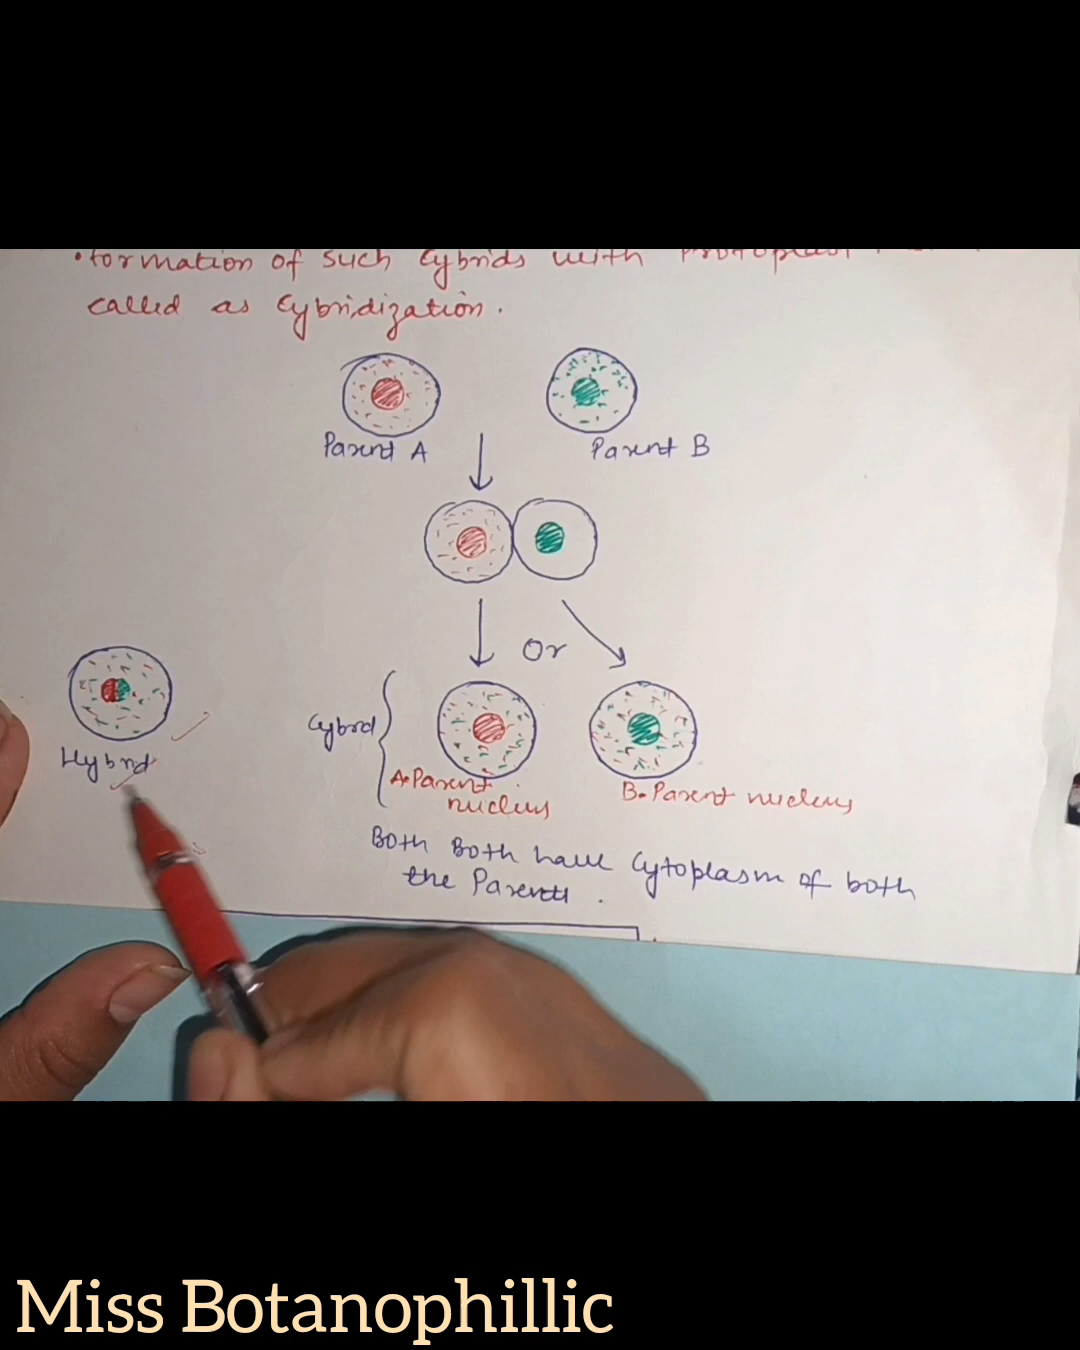 • formation of such Cybrids with Protoplast
called as Cybridization.
Parent A
Parent B
Or
Hybrid
Cybrid
A-Parent
nucleus
B-Parent nucleus
Both Both have Cytoplasm of both
the Parents .
Miss Botanophillic